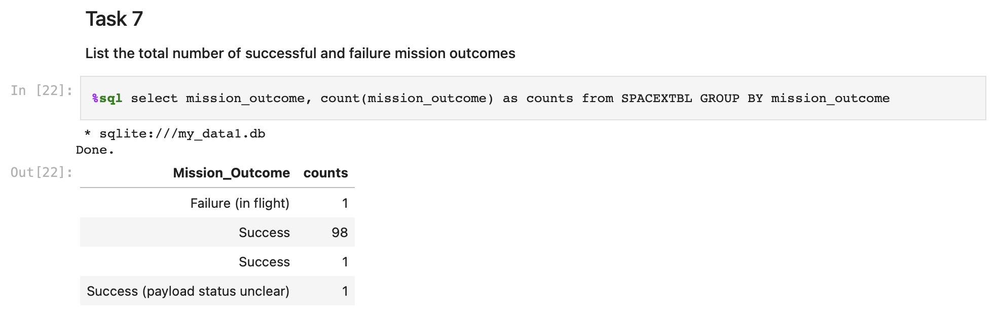 Task 7
List the total number of successful and failure mission outcomes
In [22]: %sql select mission_outcome, count(mission_outcome) as counts from SPACEXTBL GROUP BY mission_outcome
* sqlite:///my_data1.db
Done.
Out[22]: Mission_Outcome counts
Failure (in flight) 1
Success 98
Success 1
Success (payload status unclear) 1